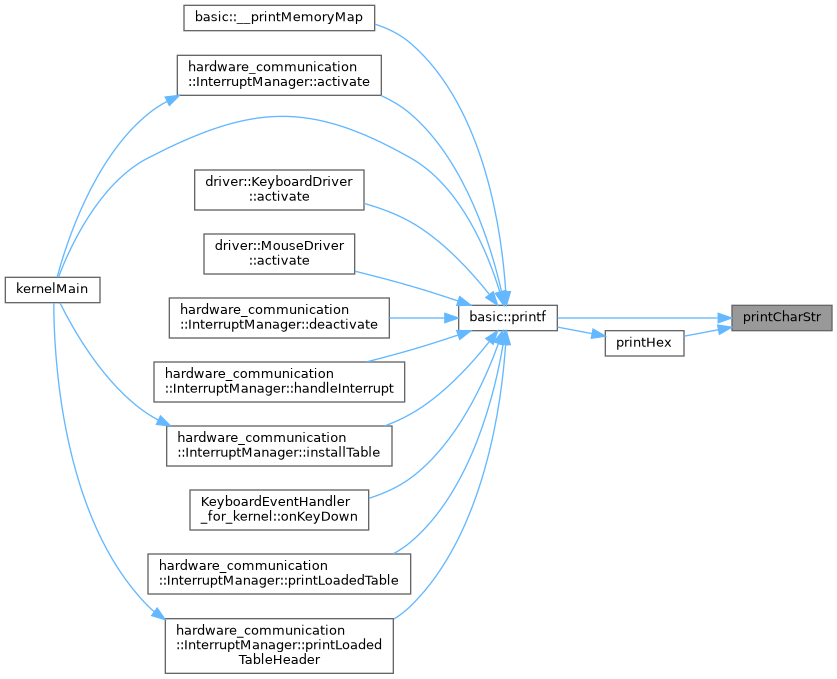 basic::__printMemoryMap
hardware_communication
::InterruptManager::activate
driver::KeyboardDriver
::activate
driver::MouseDriver
::activate
kernelMain
hardware_communication
::InterruptManager::deactivate
basic::printf
printCharStr
printHex
hardware_communication
::InterruptManager::handleInterrupt
hardware_communication
::InterruptManager::installTable
KeyboardEventHandler
_for_kernel::onKeyDown
hardware_communication
::InterruptManager::printLoadedTable
hardware_communication
::InterruptManager::printLoaded
TableHeader